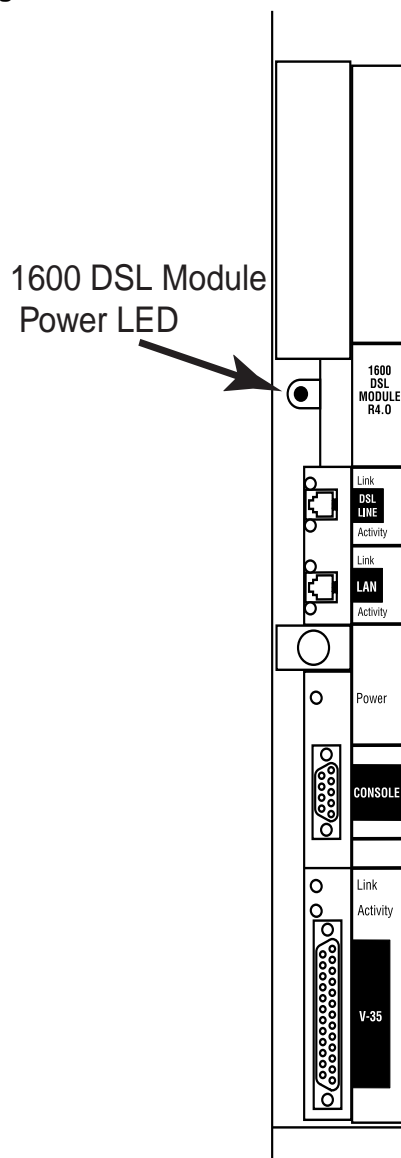 1600 DSL Module
Power LED
1600
DSL
MODULE
R4.0
Link
DSL
LINE
Activity
Link
LAN
Activity
Power
CONSOLE
Link
Activity
V-35